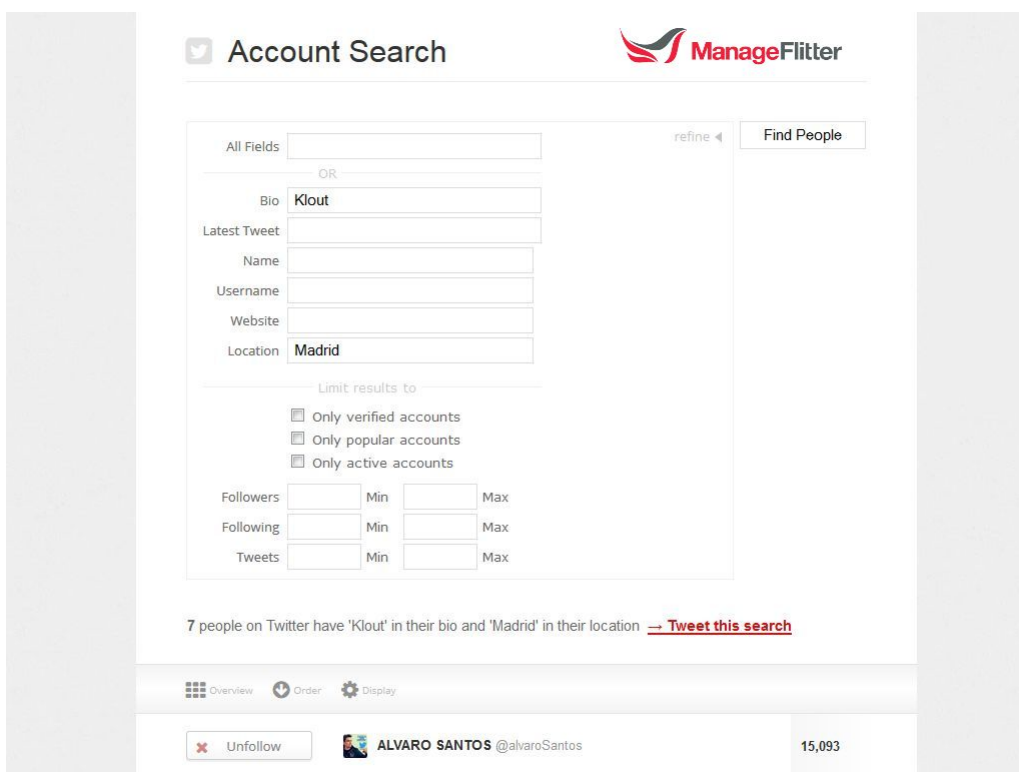 Account Search
ManageFlitter
All Fields
refine
Find People
OR
Bio Klout
Latest Tweet
Name
Username
Website
Location Madrid
Limit results to
Only verified accounts
Only popular accounts
Only active accounts
Followers Min Max
Following Min Max
Tweets Min Max
7 people on Twitter have 'Klout' in their bio and 'Madrid' in their location → Tweet this search
Overview Order Display
Unfollow ALVARO SANTOS @alvaroSantos 15,093